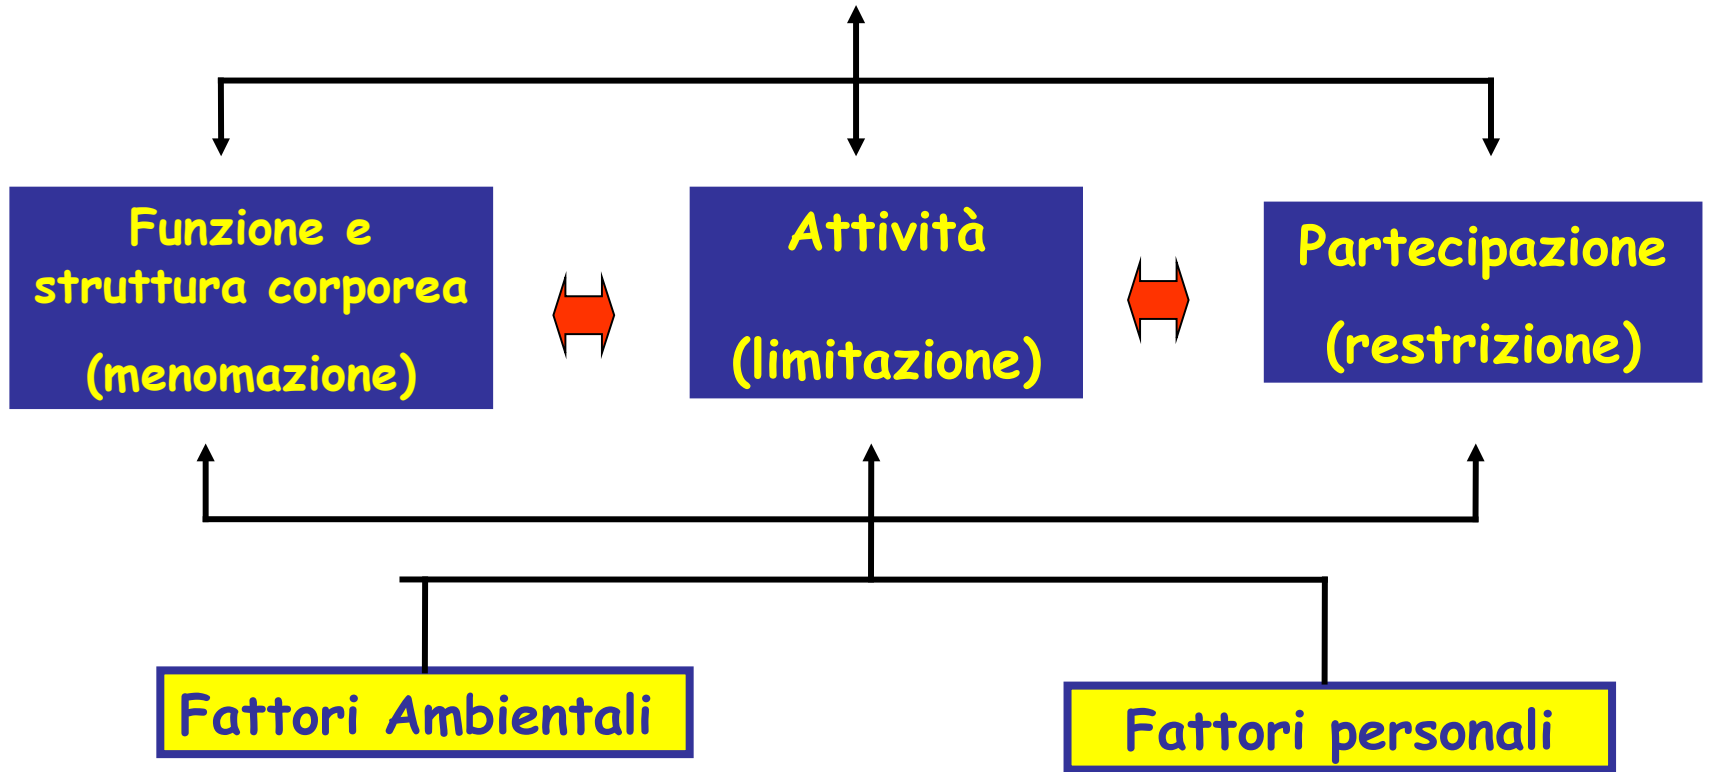 Funzione e
struttura corporea
(menomazione)
Attività
(limitazione)
Partecipazione
(restrizione)
Fattori Ambientali
Fattori personali